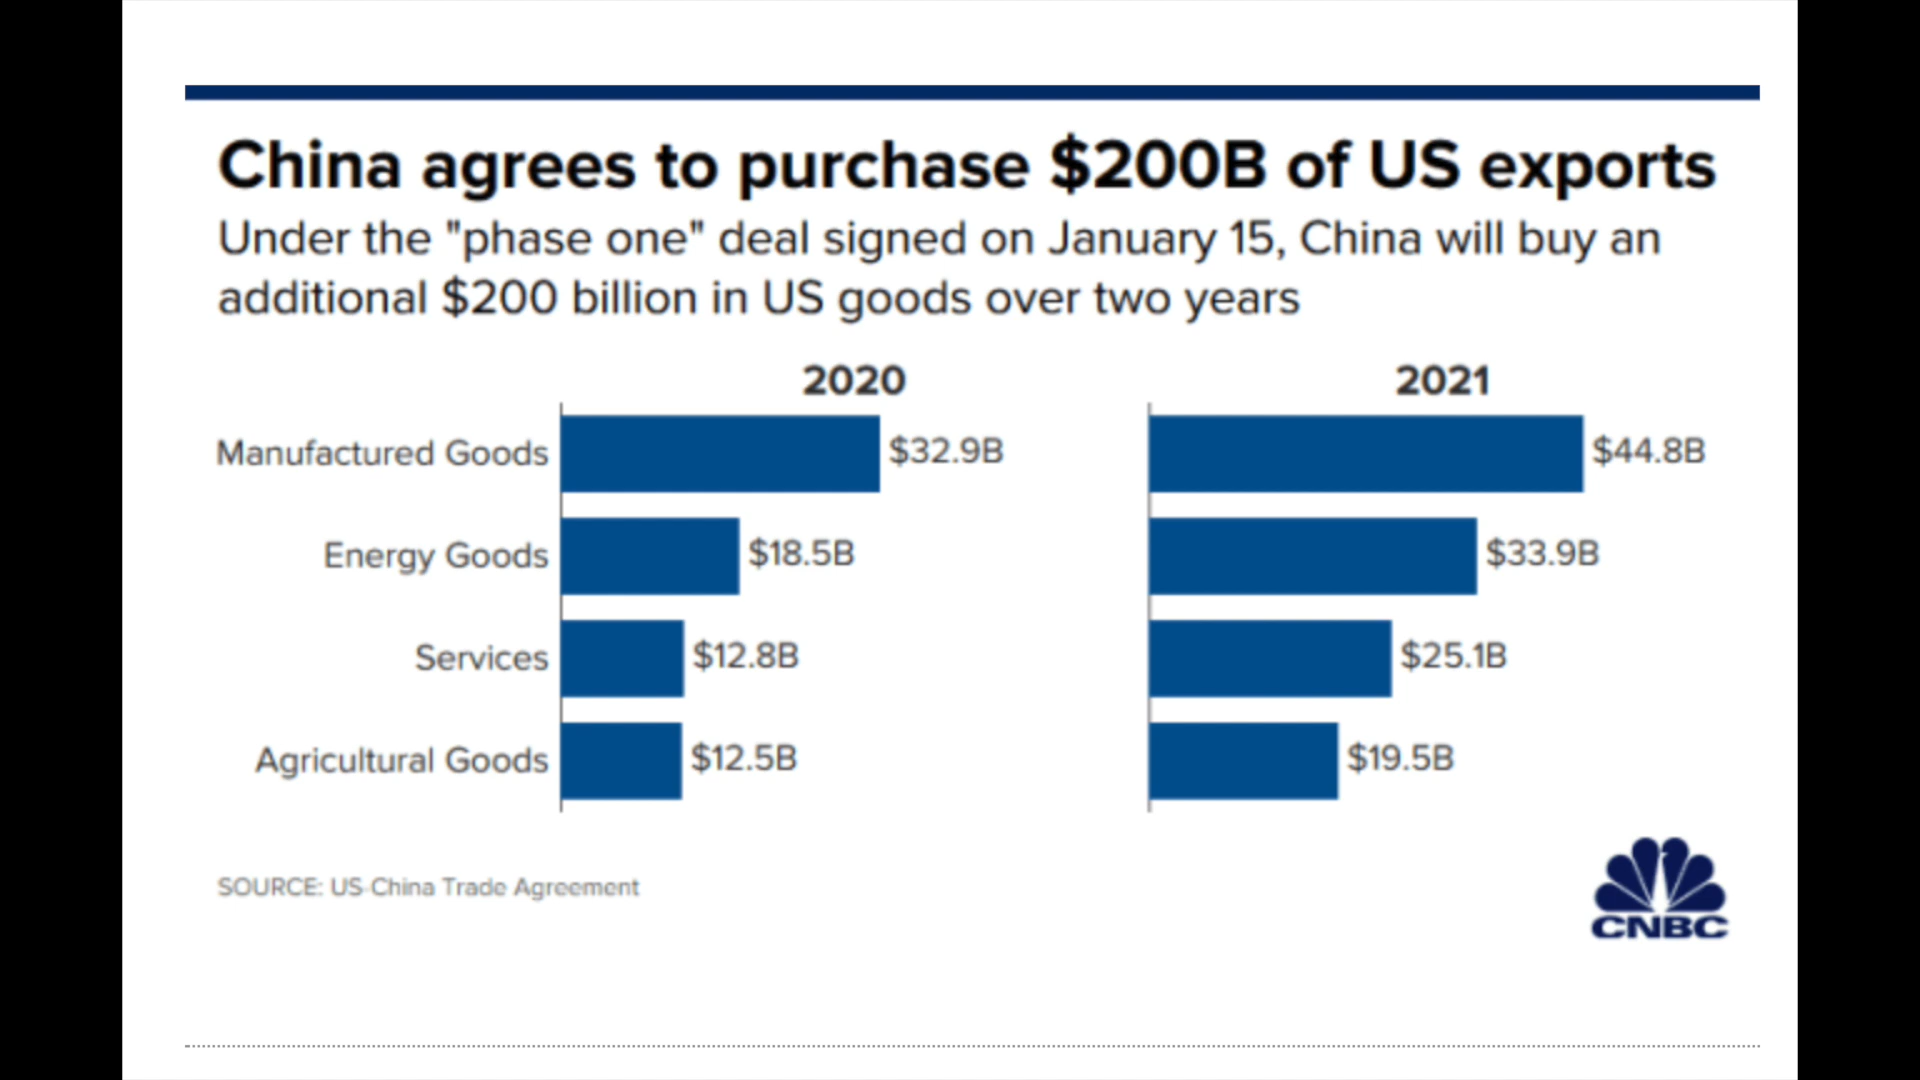 China agrees to purchase $200B of US exports
Under the "phase one" deal signed on January 15, China will buy an
additional $200 billion in US goods over two years
2020
2021
Manufactured Goods $32.9B $44.8B
Energy Goods $18.5B $33.9B
Services $12.8B $25.1B
Agricultural Goods $12.5B $19.5B
SOURCE: US-China Trade Agreement
CNBC